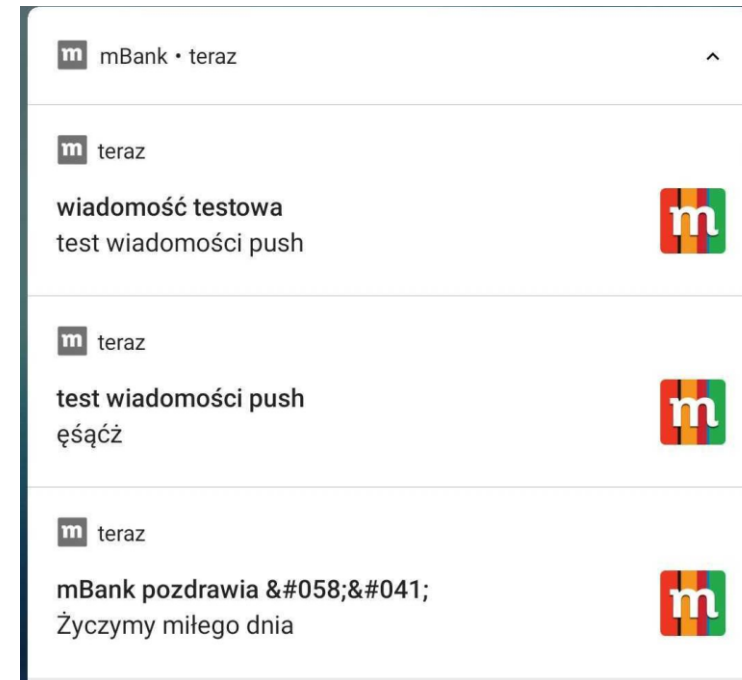 m mBank • teraz
m teraz
wiadomość testowa
test wiadomości push
m
m teraz
test wiadomości push
ęśąćż
m
m teraz
mBank pozdrawia &#058;&#041;
Życzymy miłego dnia
m